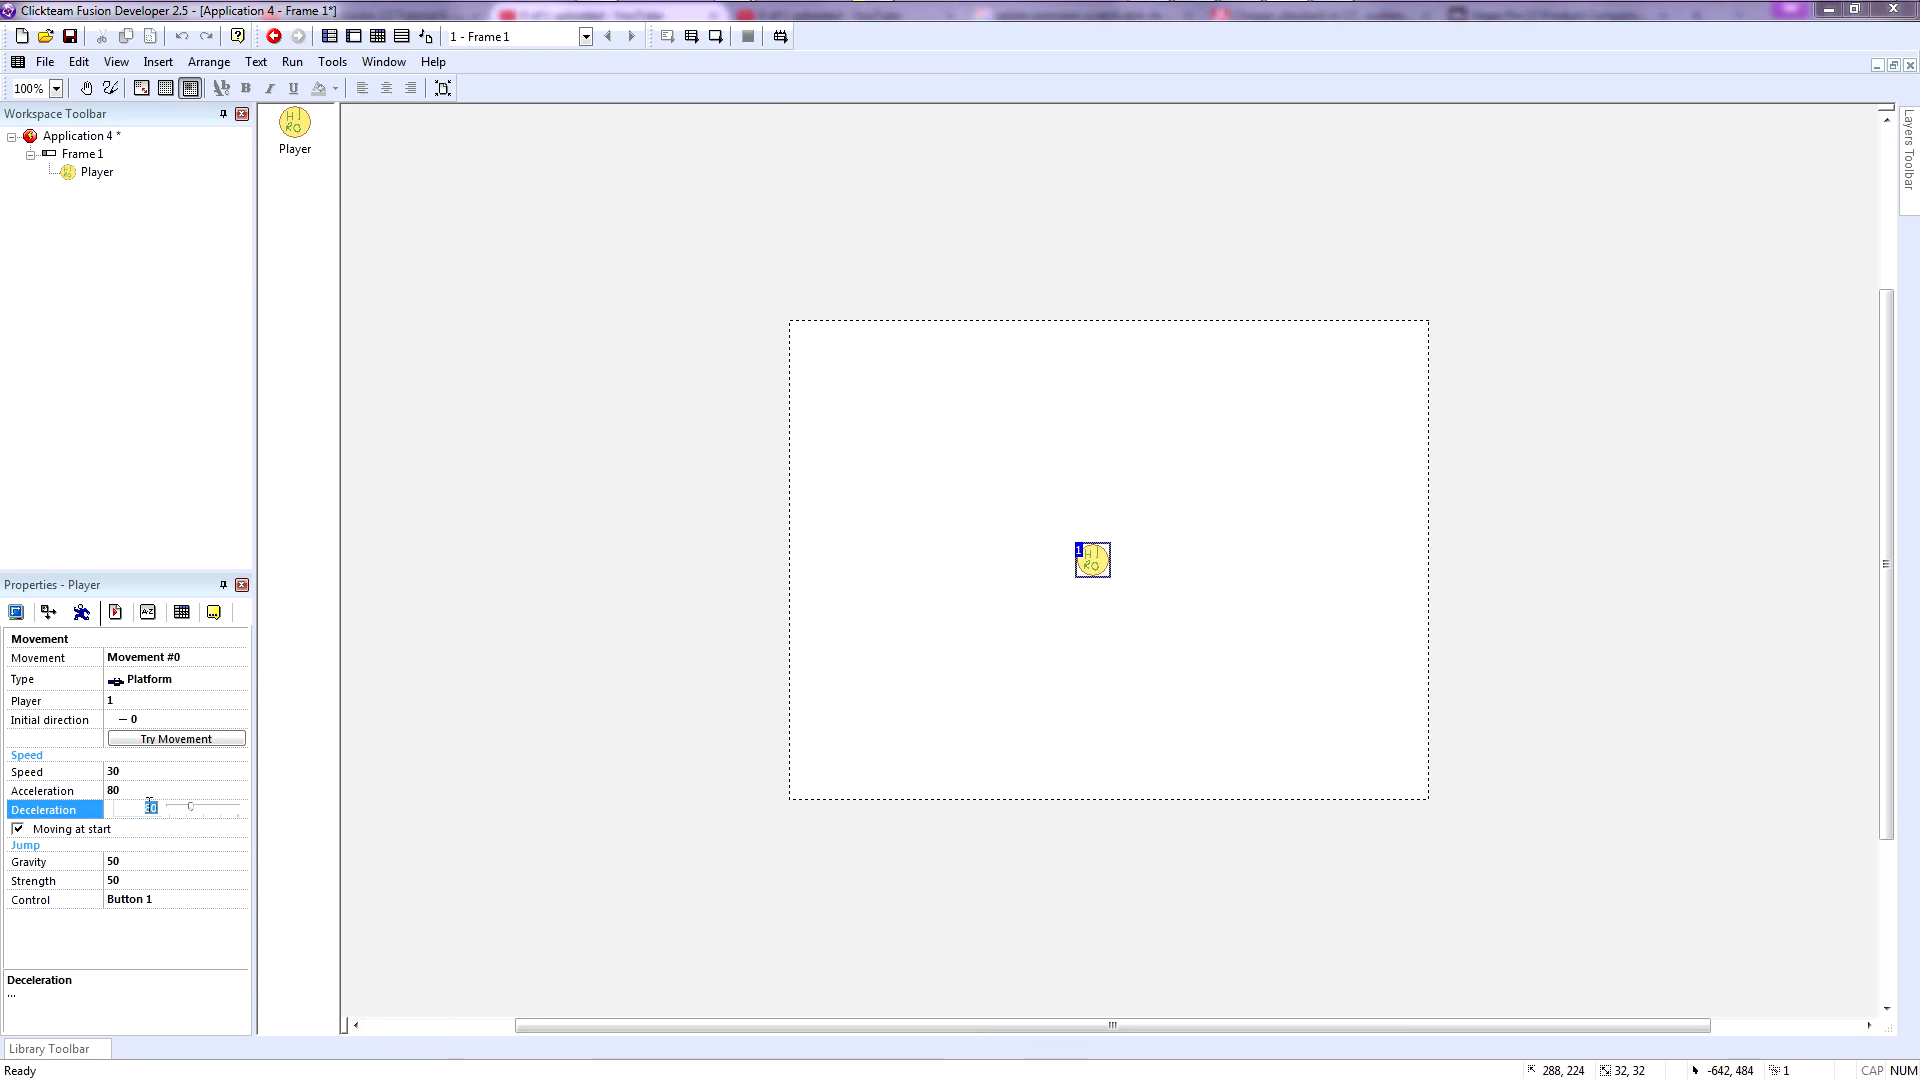 Clickteam Fusion Developer 2.5 - [Application 4 - Frame 1*]
1 - Frame 1
File Edit View Insert Arrange Text Run Tools Window Help
100%
Workspace Toolbar
Application 4 *
Frame 1
Player
H I
RO
Player
Layers Toolbar
1
H I
RO
Properties - Player
Movement
Movement Movement #0
Type Platform
Player 1
Initial direction 0
Try Movement
Speed
Speed 30
Acceleration 80
Deceleration
Moving at start
Jump
Gravity 50
Strength 50
Control Button 1
Deceleration
...
Library Toolbar
Ready
288, 224 32, 32 -642, 484 1 CAP NUM